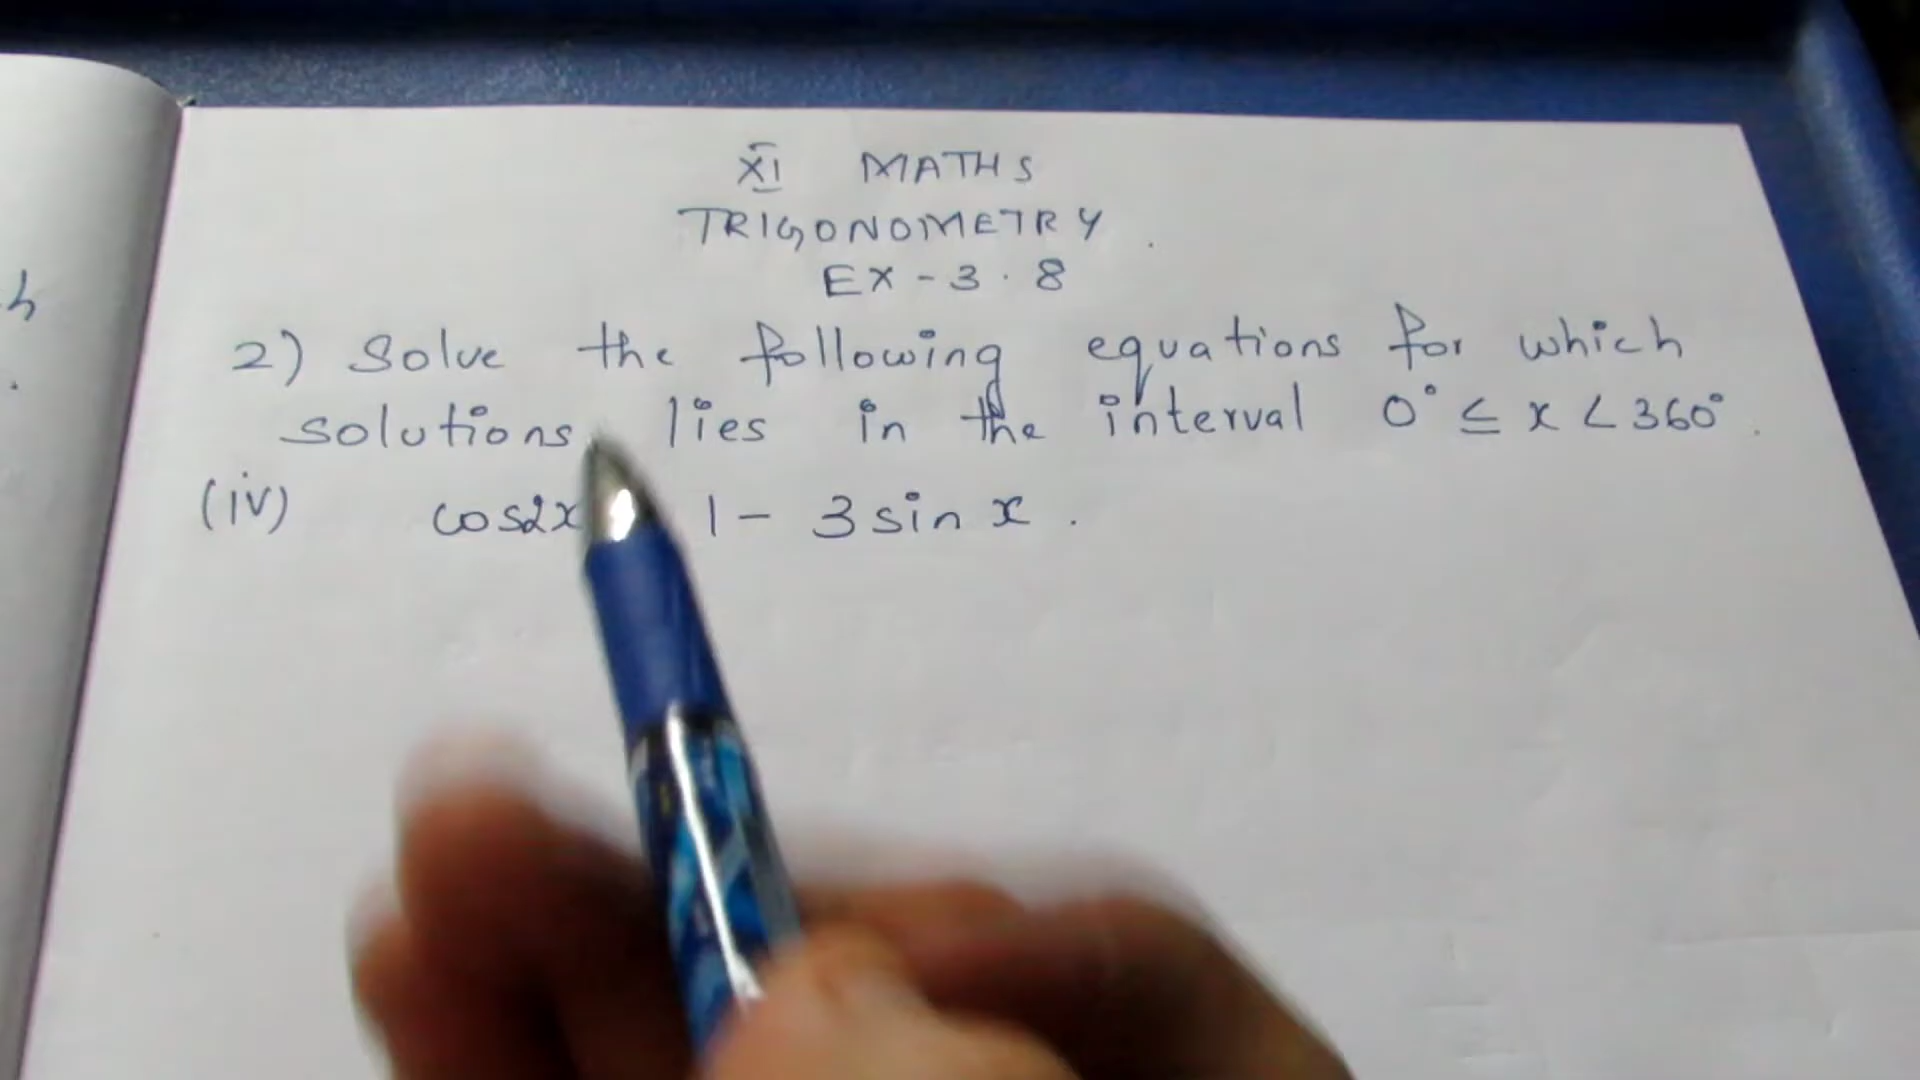 XI MATHS
TRIGONOMETRY
EX - 3.8
h
2) Solve the following equations for which
solutions lies in the interval 0° ≤ x < 360°.
(iv) cos2x 1 - 3 sin x.